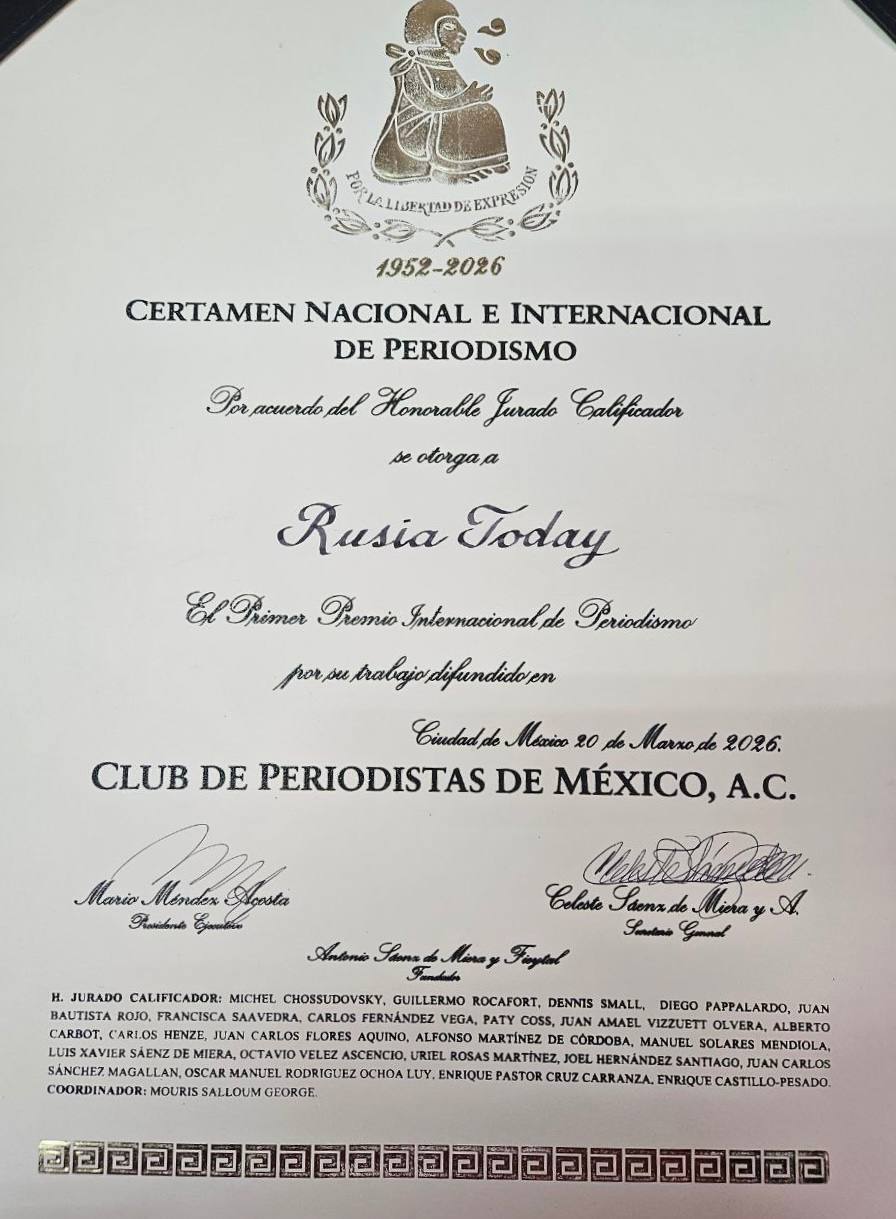 POR LA LIBERTAD DE EXPRESION
1952-2026
CERTAMEN NACIONAL E INTERNACIONAL
DE PERIODISMO
Por acuerdo del Honorable Jurado Calificador
se otorga a
Rusia Today
El Primer Premio Internacional de Periodismo
por su trabajo difundido en
Ciudad de México 20 de Marzo de 2026.
CLUB DE PERIODISTAS DE MÉXICO, A.C.
Mario Méndez Acosta
Presidente Ejecutivo
Celeste Sáenz de Miera y A.
Secretario General
Antonio Sáenz de Miera y Fieytal
Fundador
H. JURADO CALIFICADOR: MICHEL CHOSSUDOVSKY, GUILLERMO ROCAFORT, DENNIS SMALL, DIEGO PAPPALARDO, JUAN
BAUTISTA ROJO, FRANCISCA SAAVEDRA, CARLOS FERNÁNDEZ VEGA, PATY COSS, JUAN AMAEL VIZZUETT OLVERA, ALBERTO
CARBOT, CARLOS HENZE, JUAN CARLOS FLORES AQUINO, ALFONSO MARTÍNEZ DE CÓRDOBA, MANUEL SOLARES MENDIOLA,
LUIS XAVIER SÁENZ DE MIERA, OCTAVIO VELEZ ASCENCIO, URIEL ROSAS MARTÍNEZ, JOEL HERNÁNDEZ SANTIAGO, JUAN CARLOS
SÁNCHEZ MAGALLAN, OSCAR MANUEL RODRIGUEZ OCHOA LUY, ENRIQUE PASTOR CRUZ CARRANZA, ENRIQUE CASTILLO-PESADO.
COORDINADOR: MOURIS SALLOUM GEORGE.